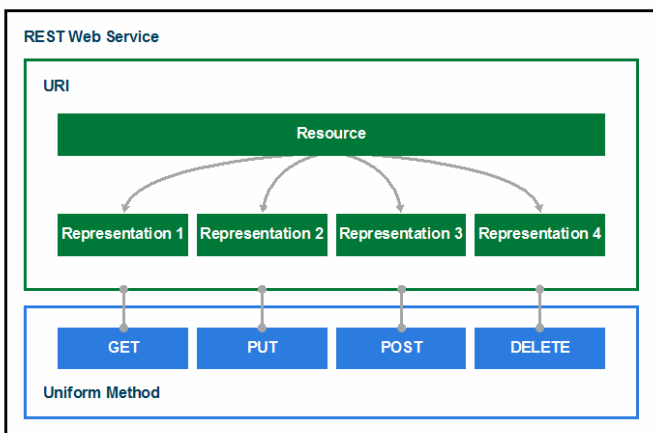 REST Web Service
URI
Resource
Representation 1
Representation 2
Representation 3
Representation 4
GET
PUT
POST
DELETE
Uniform Method